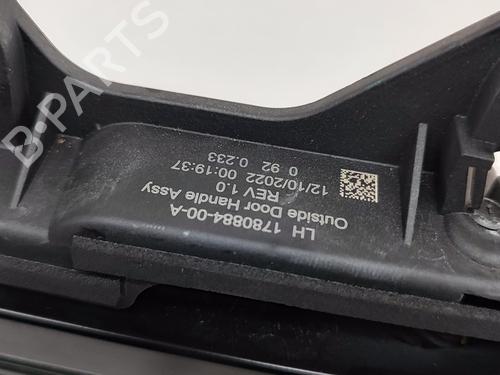 LH 1780884-00-A
Outside Door Handle Assy
REV 1.0
12/10/2022 00:19:37
0 92 0.233
B-PARTS